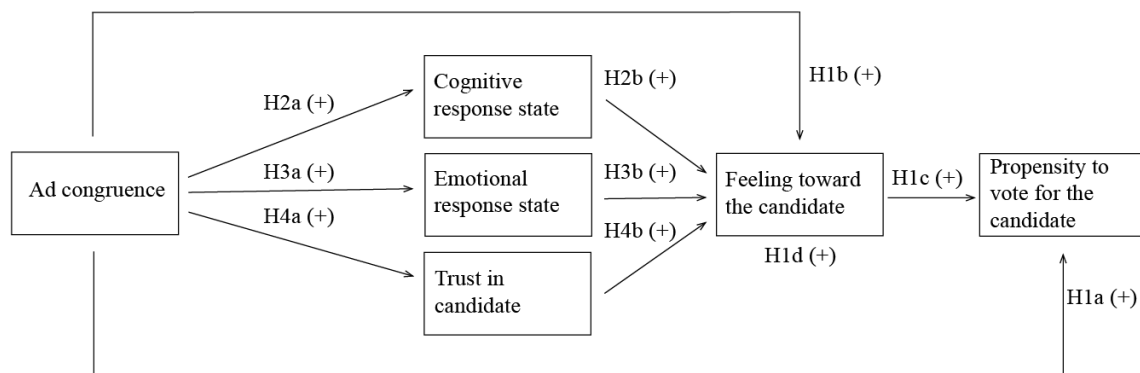 H1b (+)
Cognitive
response state
H2b (+)
H2a (+)
Ad congruence
H3a (+)
Emotional
response state
H3b (+)
Feeling toward
the candidate
H1c (+)
Propensity to
vote for the
candidate
H4a (+)
H4b (+)
H1d (+)
Trust in
candidate
H1a (+)